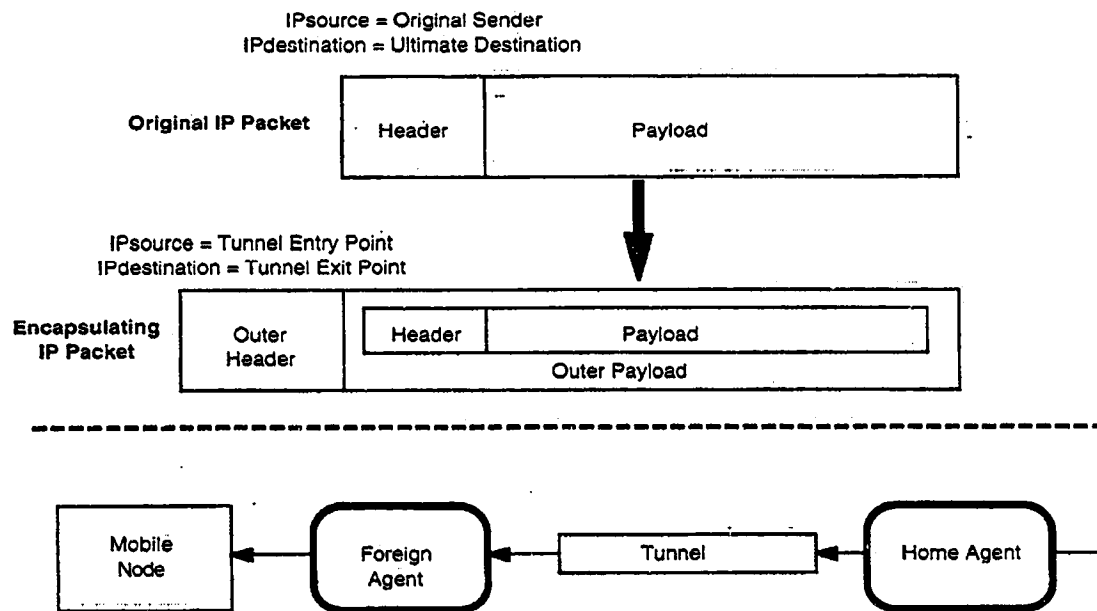 IPsource = Original Sender
IPdestination = Ultimate Destination
Original IP Packet
Header
Payload
IPsource = Tunnel Entry Point
IPdestination = Tunnel Exit Point
Encapsulating
IP Packet
Outer
Header
Header
Payload
Outer Payload
Mobile
Node
Foreign
Agent
Tunnel
Home Agent